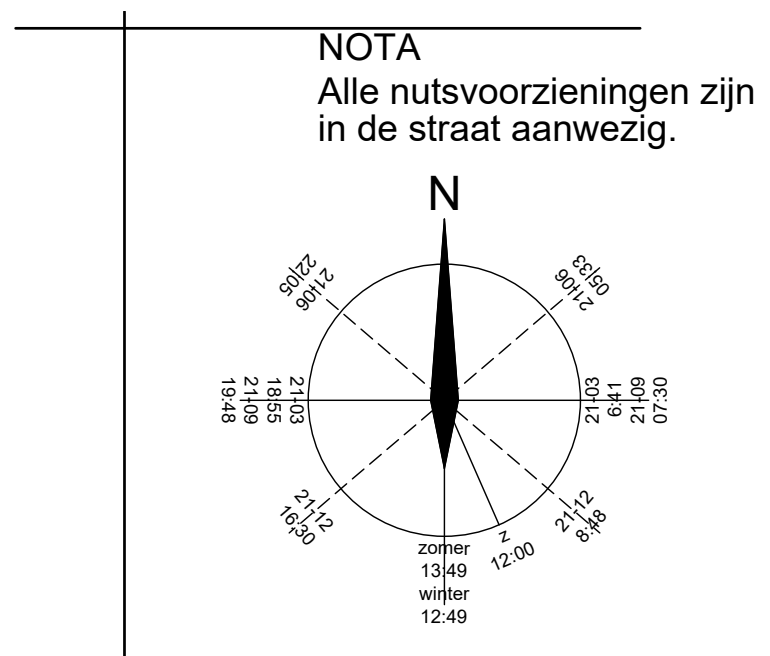 NOTA
Alle nutsvoorzieningen zijn
in de straat aanwezig.
N
22:05
21-06
05:33
21-06
19:48
21-09
18:55
21-03
21-03
6:41
21-09
07:30
21-12
16:30
21-12
8:48
z
12:00
zomer
13:49
winter
12:49